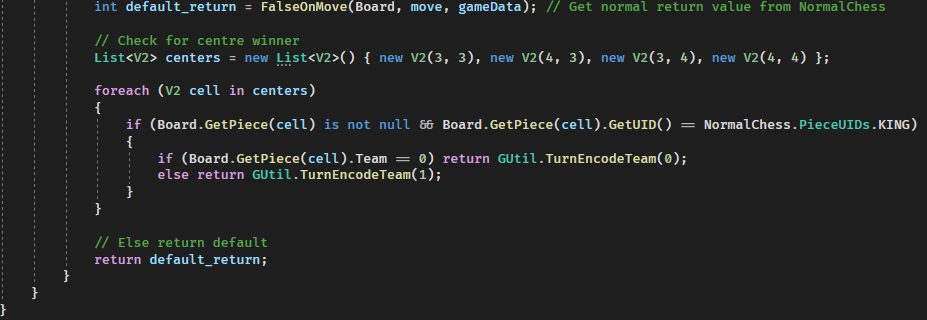 int default_return = FalseOnMove(Board, move, gameData); // Get normal return value from NormalChess
// Check for centre winner
List<V2> centers = new List<V2>() { new V2(3, 3), new V2(4, 3), new V2(3, 4), new V2(4, 4) };
foreach (V2 cell in centers)
{
if (Board.GetPiece(cell) is not null && Board.GetPiece(cell).GetUID() == NormalChess.PieceUIDs.KING)
{
if (Board.GetPiece(cell).Team == 0) return GUtil.TurnEncodeTeam(0);
else return GUtil.TurnEncodeTeam(1);
}
}
// Else return default
return default_return;
}
}
}